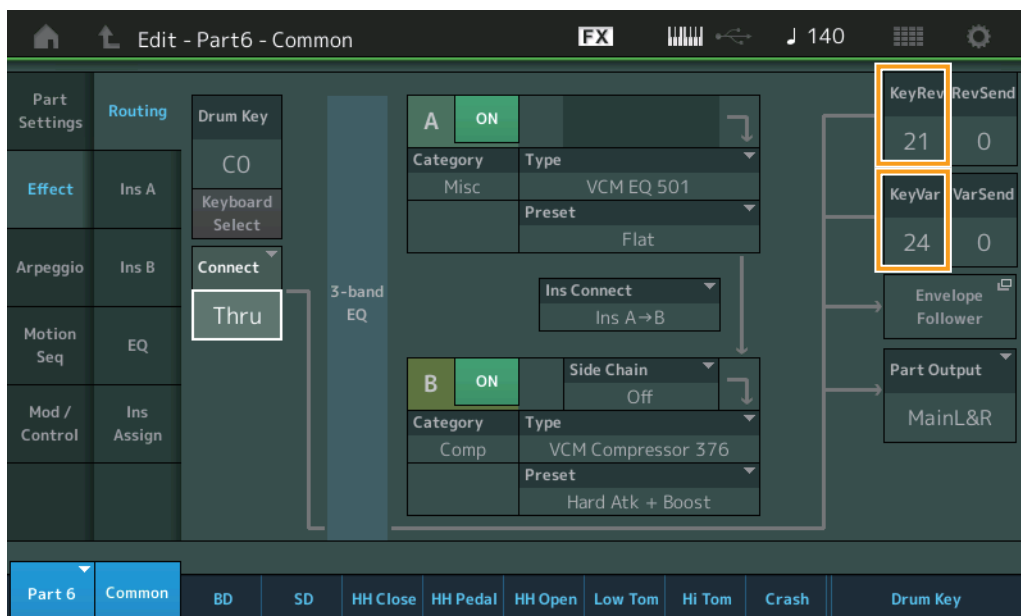 Edit - Part6 - Common
FX
♩ 140
Part
Settings
Effect
Arpeggio
Motion
Seq
Mod /
Control
Routing
Ins A
Ins B
EQ
Ins
Assign
Drum Key
C0
Keyboard
Select
Connect
Thru
3-band
EQ
A ON
Category Type
Misc VCM EQ 501
Preset
Flat
Ins Connect
Ins A→B
B ON
Side Chain
Off
Category Type
Comp VCM Compressor 376
Preset
Hard Atk + Boost
KeyRev RevSend
21 0
KeyVar VarSend
24 0
Envelope
Follower
Part Output
MainL&R
Part 6 Common BD SD HH Close HH Pedal HH Open Low Tom Hi Tom Crash Drum Key